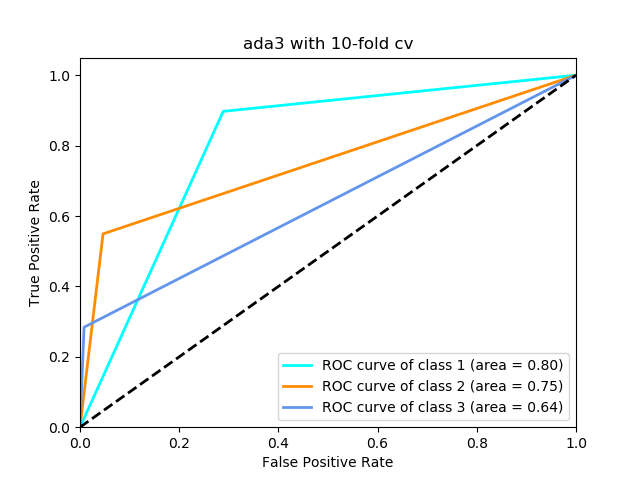 ada3 with 10-fold cv
1.0
0.8
0.6
0.4
0.2
0.0
True Positive Rate
ROC curve of class 1 (area = 0.80)
ROC curve of class 2 (area = 0.75)
ROC curve of class 3 (area = 0.64)
0.0 0.2 0.4 0.6 0.8 1.0
False Positive Rate